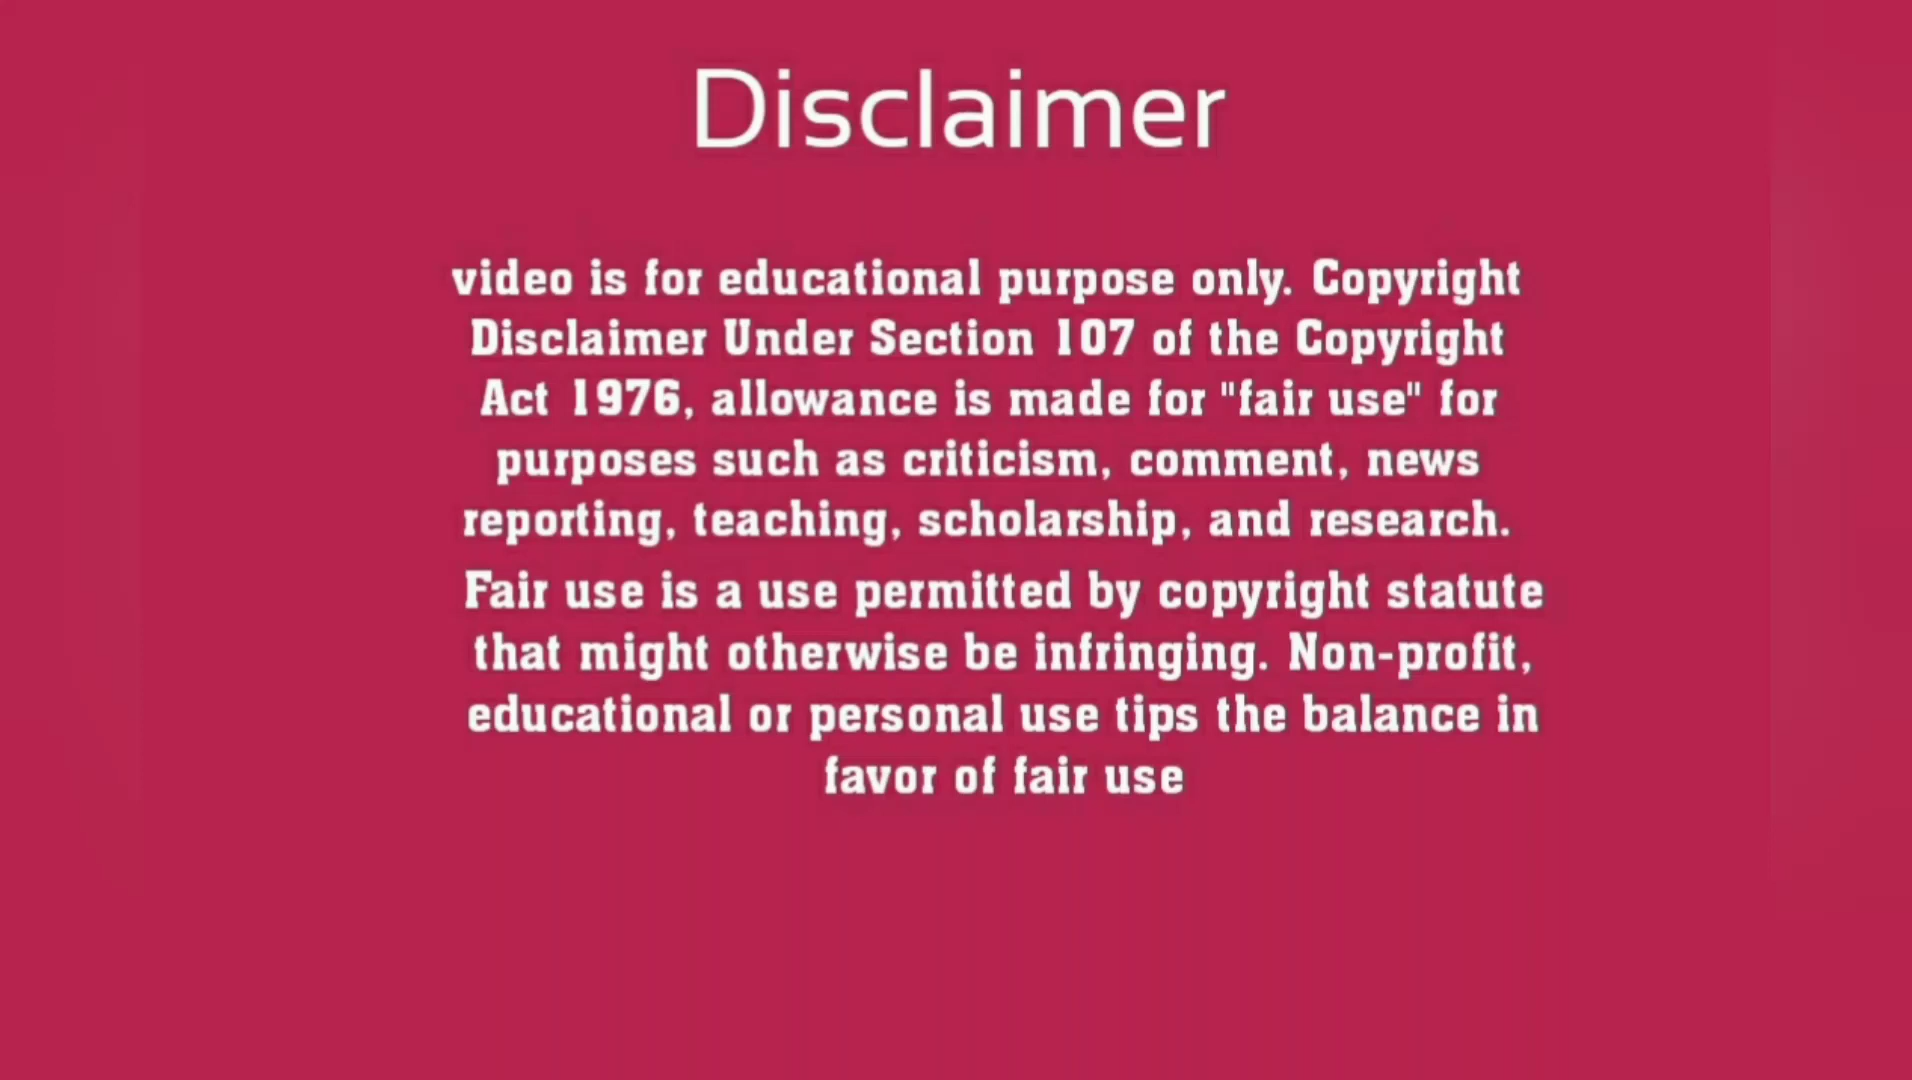 Disclaimer
video is for educational purpose only. Copyright
Disclaimer Under Section 107 of the Copyright
Act 1976, allowance is made for "fair use" for
purposes such as criticism, comment, news
reporting, teaching, scholarship, and research.
Fair use is a use permitted by copyright statute
that might otherwise be infringing. Non-profit,
educational or personal use tips the balance in
favor of fair use